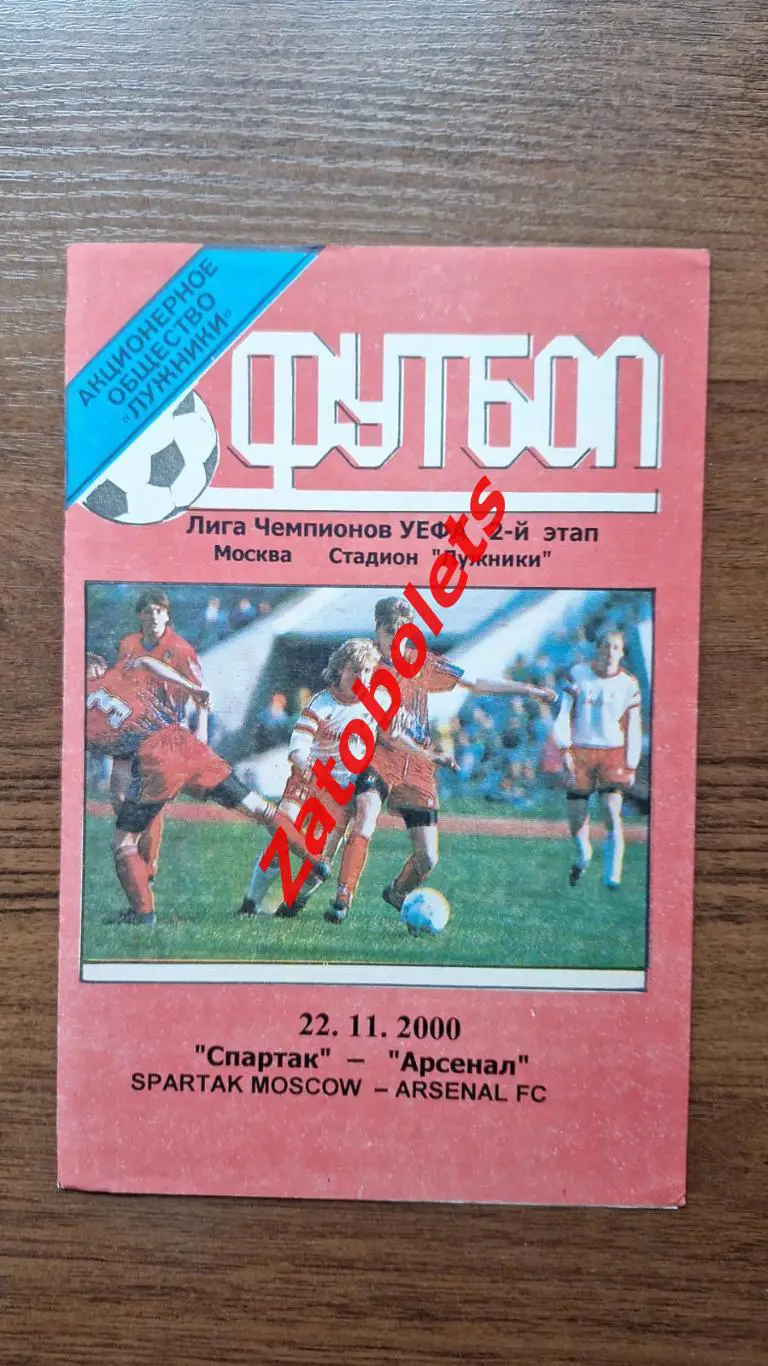 АКЦИОНЕРНОЕ
ОБЩЕСТВО
«ЛУЖНИКИ»
ФУТБОЛ
Лига Чемпионов УЕФА 2-й этап
Москва Стадион "Лужники"
Zatobolets
3
22. 11. 2000
"Спартак" – "Арсенал"
SPARTAK MOSCOW – ARSENAL FC